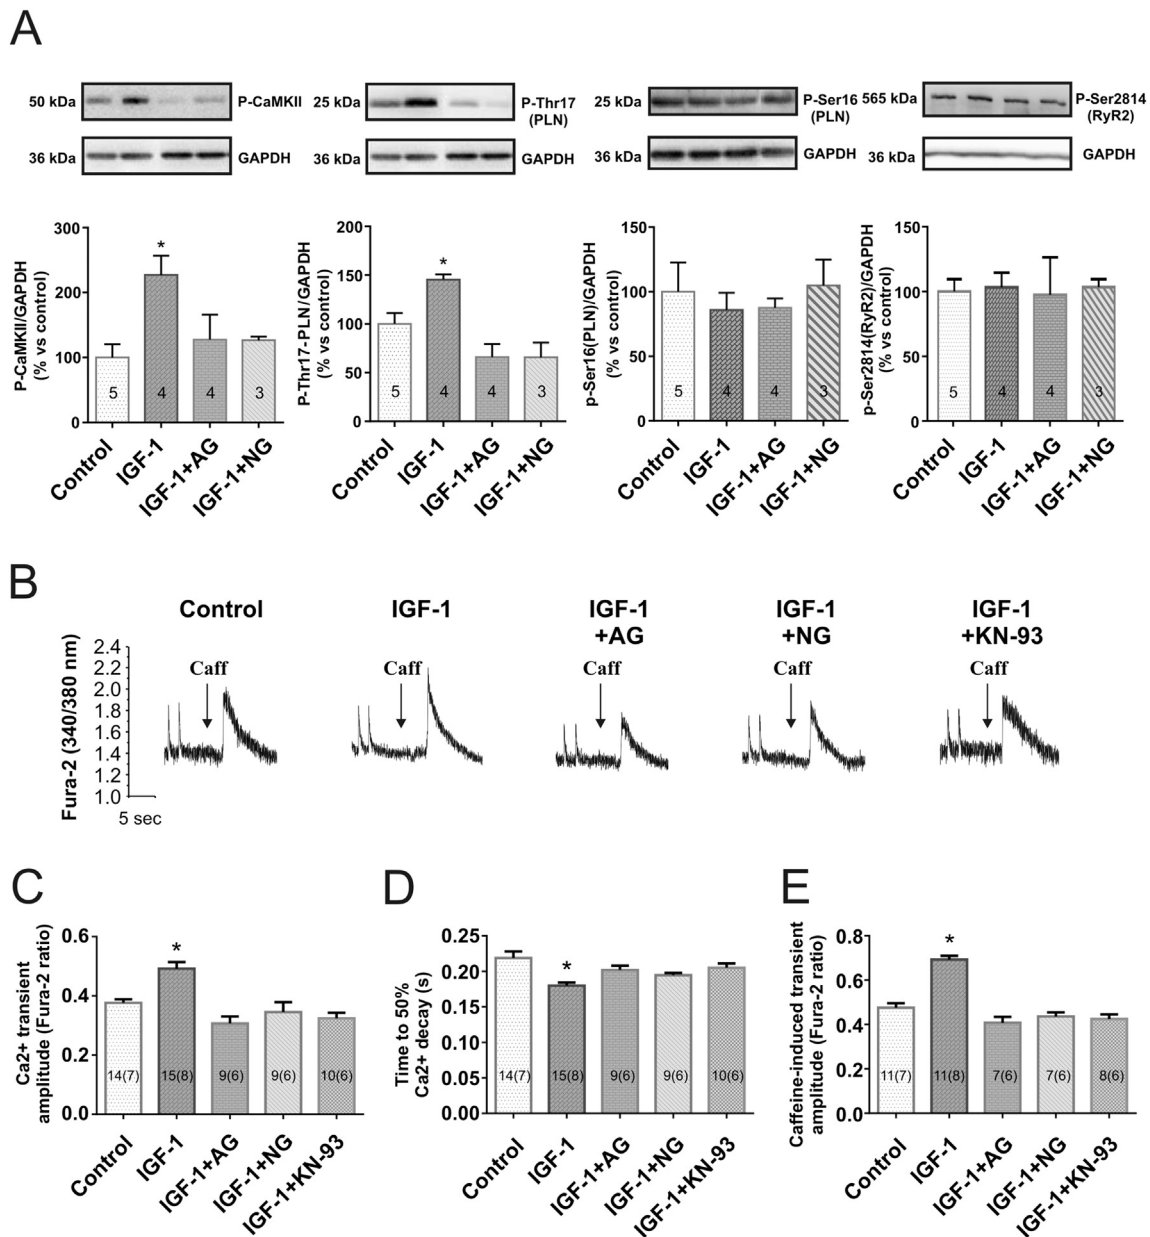 A
50 kDa
P-CaMKII
36 kDa
GAPDH
25 kDa
P-Thr17
(PLN)
36 kDa
GAPDH
25 kDa
P-Ser16
(PLN)
36 kDa
GAPDH
565 kDa
P-Ser2814
(RyR2)
36 kDa
GAPDH
P-CaMKII/GAPDH
(% vs control)
300
200
100
0
5
4
4
3
Control
IGF-1
IGF-1+AG
IGF-1+NG
*
P-Thr17-PLN/GAPDH
(% vs control)
200
150
100
50
0
5
4
4
3
Control
IGF-1
IGF-1+AG
IGF-1+NG
*
p-Ser16(PLN)/GAPDH
(% vs control)
150
100
50
0
5
4
4
3
Control
IGF-1
IGF-1+AG
IGF-1+NG
p-Ser2814(RyR2)/GAPDH
(% vs control)
150
100
50
0
5
4
4
3
Control
IGF-1
IGF-1+AG
IGF-1+NG
B
Control
IGF-1
IGF-1
+AG
IGF-1
+NG
IGF-1
+KN-93
Fura-2 (340/380 nm)
2.4
2.2
2.0
1.8
1.6
1.4
1.2
1.0
5 sec
Caff
Caff
Caff
Caff
Caff
C
Ca2+ transient
amplitude (Fura-2 ratio)
0.6
0.4
0.2
0.0
*
14(7)
15(8)
9(6)
9(6)
10(6)
Control
IGF-1
IGF-1+AG
IGF-1+NG
IGF-1+KN-93
D
Time to 50%
Ca2+ decay (s)
0.25
0.20
0.15
0.10
0.05
0.00
*
14(7)
15(8)
9(6)
9(6)
10(6)
Control
IGF-1
IGF-1+AG
IGF-1+NG
IGF-1+KN-93
E
Caffeine-induced transient
amplitude (Fura-2 ratio)
0.8
0.6
0.4
0.2
0.0
*
11(7)
11(8)
7(6)
7(6)
8(6)
Control
IGF-1
IGF-1+AG
IGF-1+NG
IGF-1+KN-93